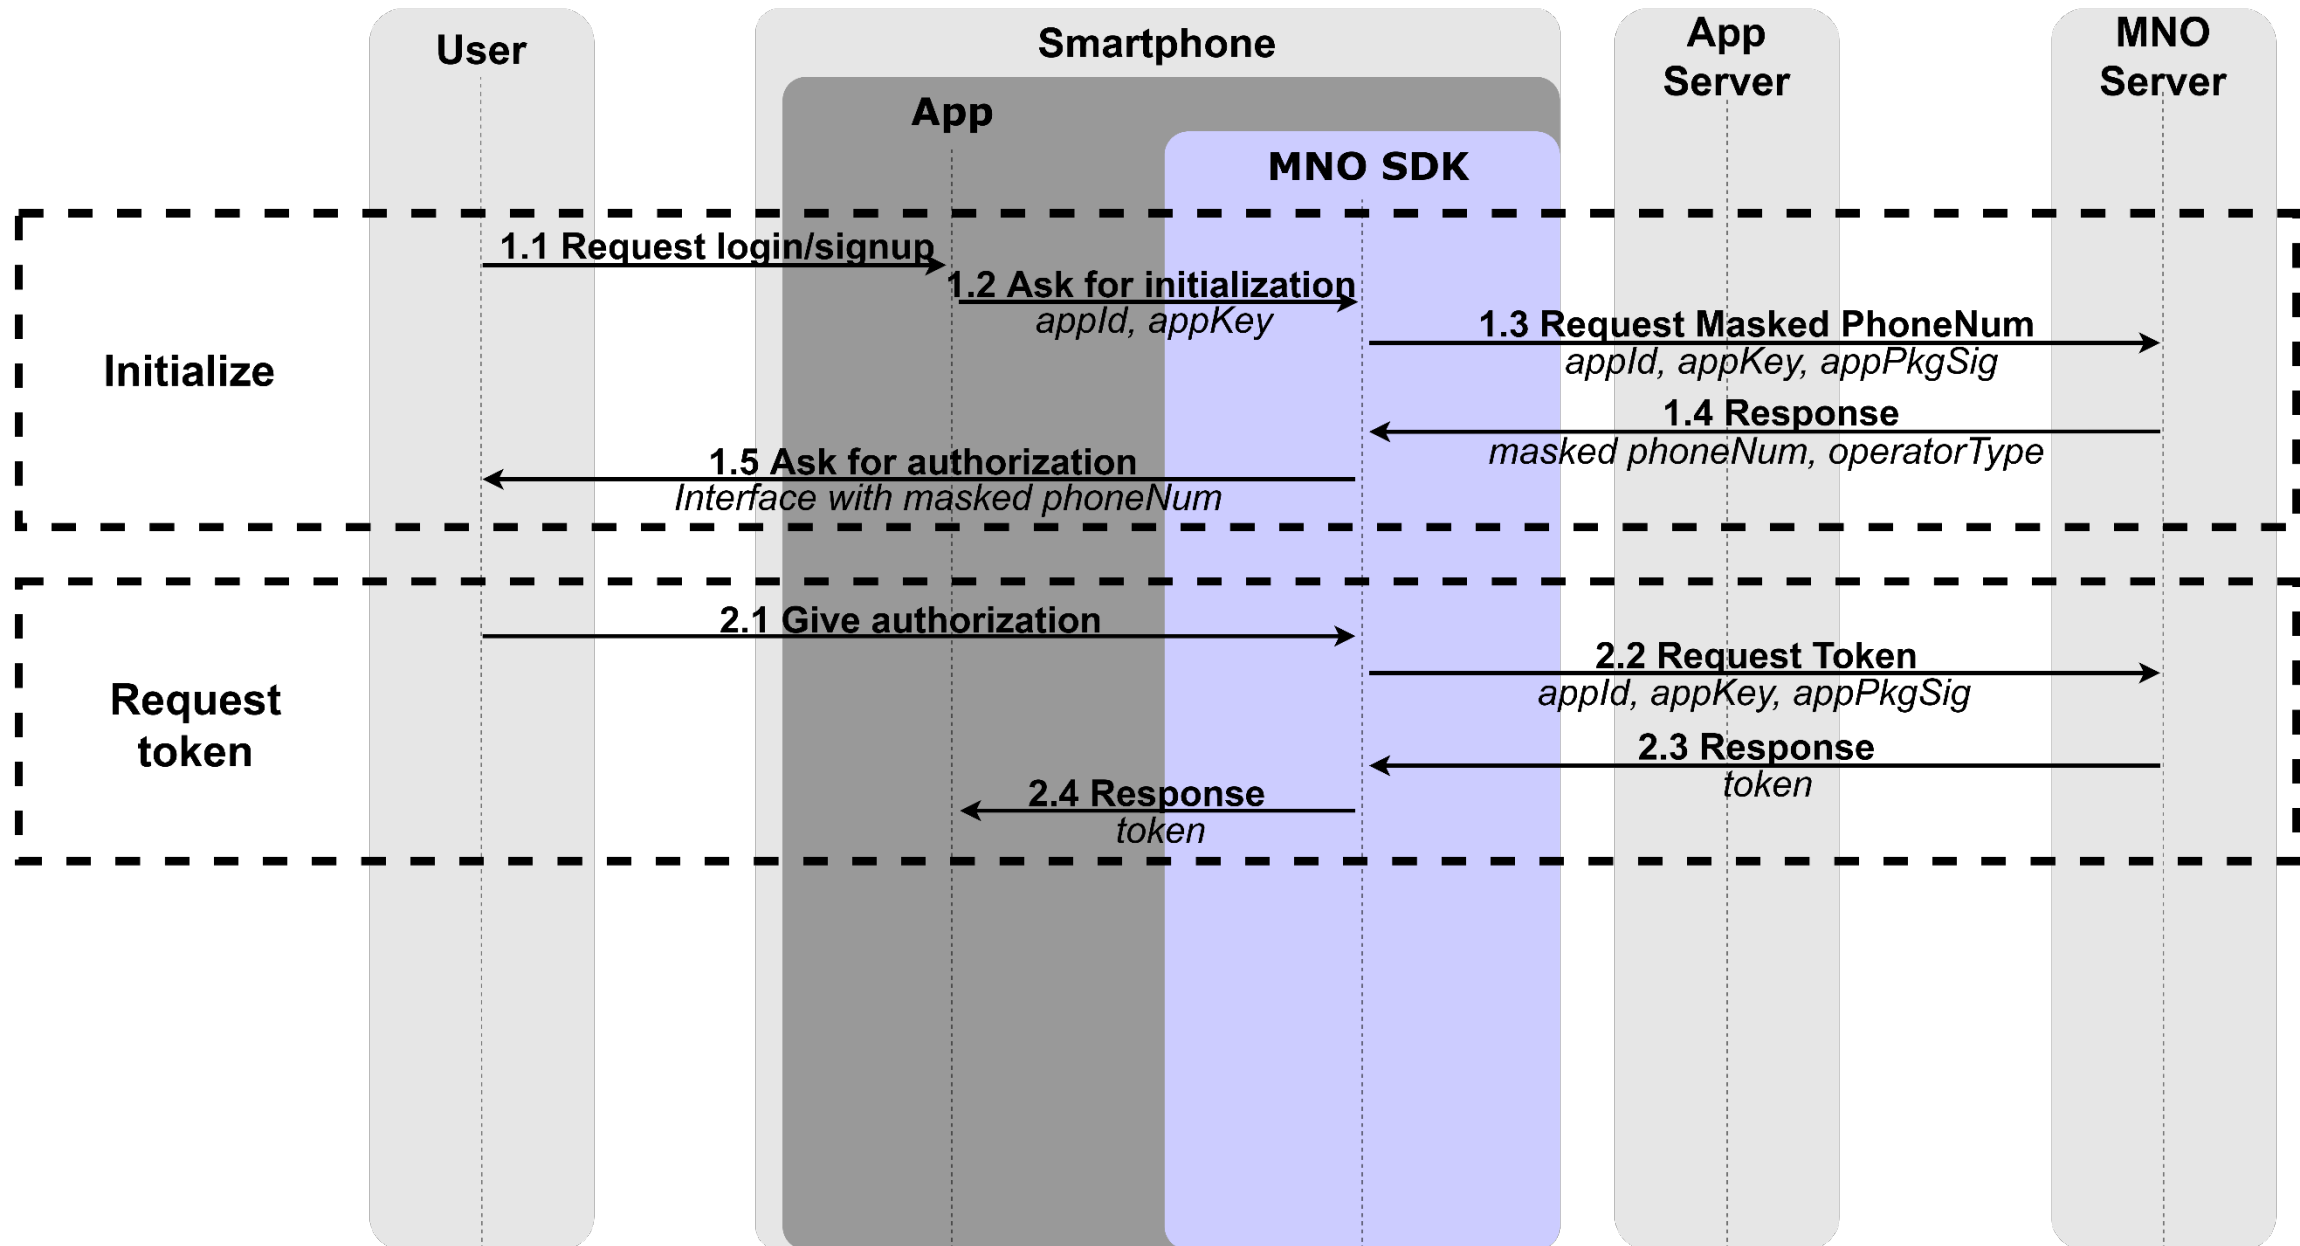 User
Smartphone
App
Server
MNO
Server
App
MNO SDK
Initialize
1.1 Request login/signup
1.2 Ask for initialization
appId, appKey
1.3 Request Masked PhoneNum
appId, appKey, appPkgSig
1.4 Response
masked phoneNum, operatorType
1.5 Ask for authorization
Interface with masked phoneNum
Request
token
2.1 Give authorization
2.2 Request Token
appId, appKey, appPkgSig
2.3 Response
token
2.4 Response
token